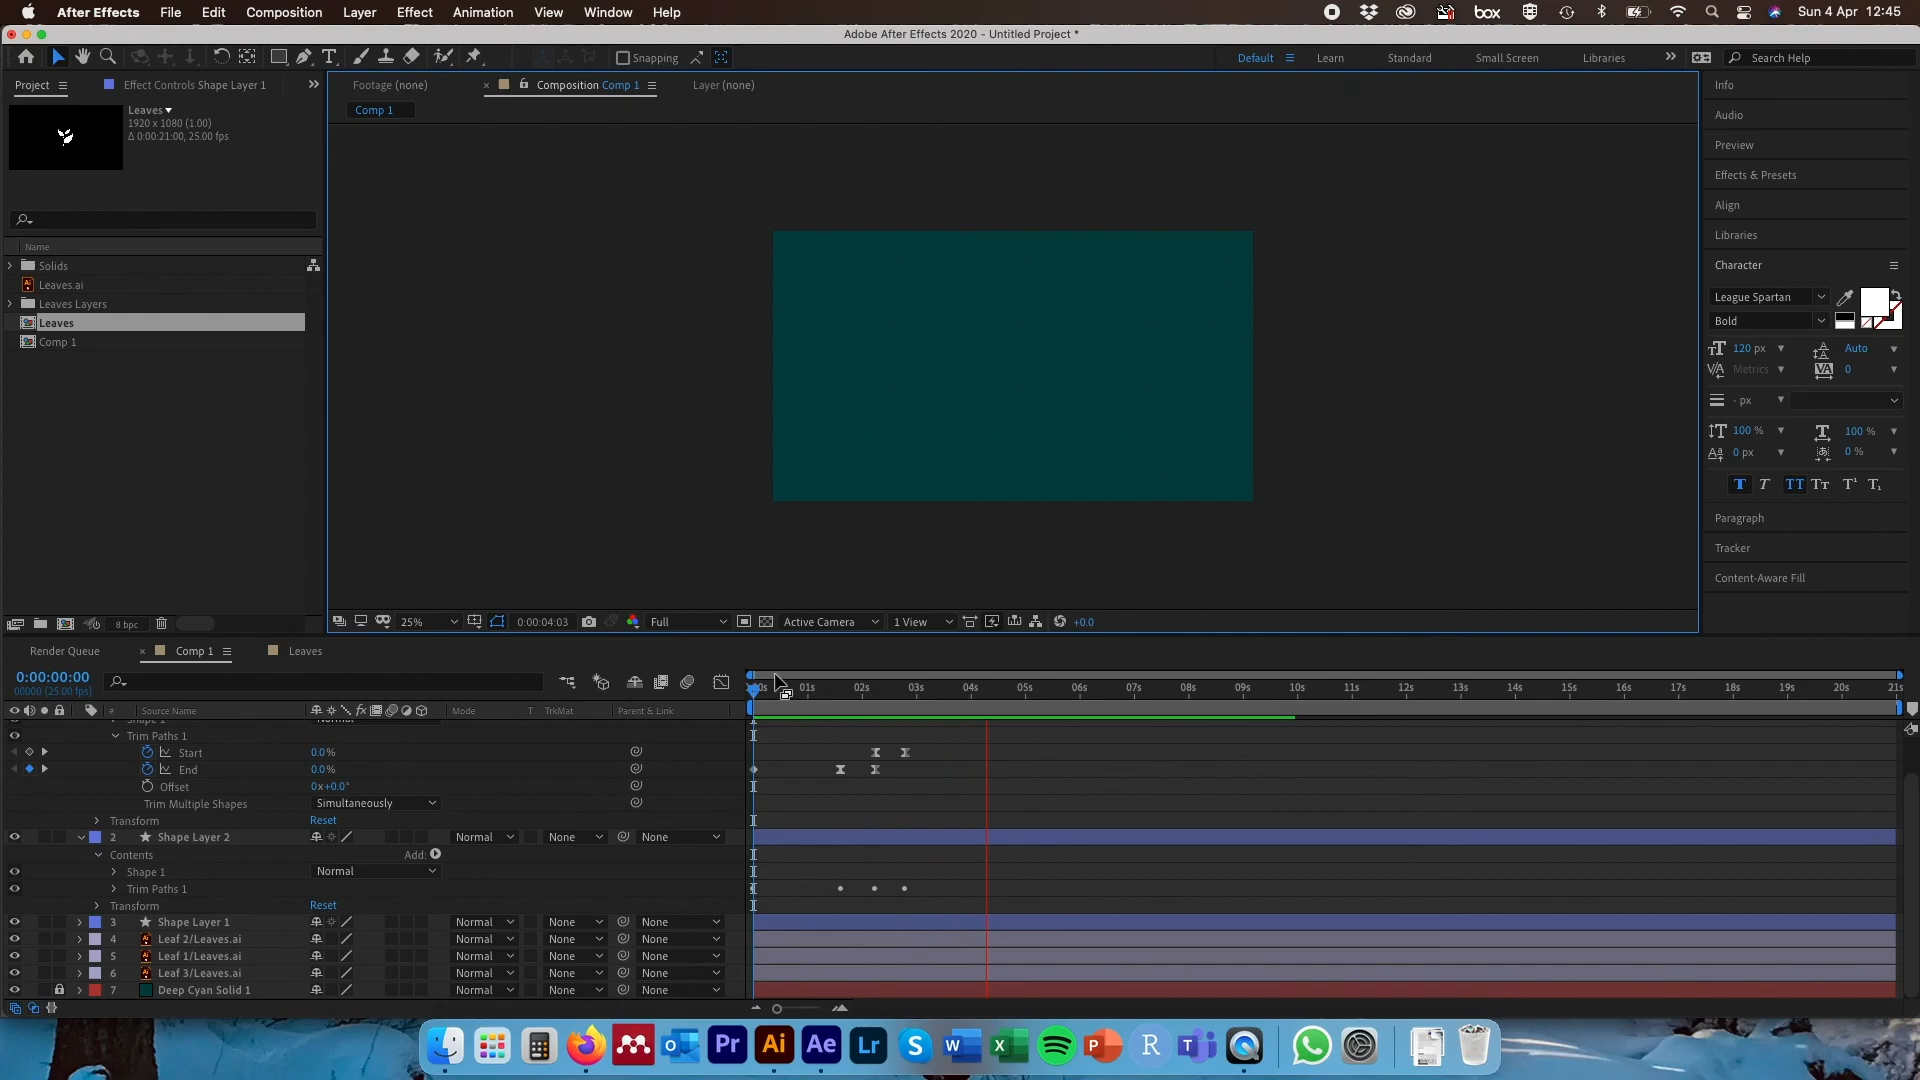 After Effects File Edit Composition Layer Effect Animation View Window Help box Sun 4 Apr 12:45
Adobe After Effects 2020 - Untitled Project *
Snapping Default Learn Standard Small Screen Libraries Search Help
Project Effect Controls Shape Layer 1 Footage (none) Composition Comp 1 Layer (none) Info
Leaves
1920 x 1080 (1.00)
Δ 0:00:21:00, 25.00 fps
Comp 1
Audio
Preview
Effects & Presets
Align
Libraries
Name
Solids
Leaves.ai
Leaves Layers
Leaves
Comp 1
Character
League Spartan
Bold
120 px Auto
Metrics 0
- px
100 % 100 %
0 px 0 %
T T TT Tт T¹ T₁
Paragraph
Tracker
Content-Aware Fill
8 bpc 25% 0:00:04:03 Full Active Camera 1 View +0.0
Render Queue Comp 1 Leaves
0:00:00:00
00000 (25.00 fps)
01s 02s 03s 04s 05s 06s 07s 08s 09s 10s 11s 12s 13s 14s 15s 16s 17s 18s 19s 20s 21s
# Source Name Mode T TrkMat Parent & Link
Trim Paths 1
Start 0.0%
End 0.0%
Offset 0x+0.0°
Trim Multiple Shapes Simultaneously
Transform Reset
2 Shape Layer 2 Normal None None
Contents Add:
Shape 1 Normal
Trim Paths 1
Transform Reset
3 Shape Layer 1 Normal None None
4 Leaf 2/Leaves.ai Normal None None
5 Leaf 1/Leaves.ai Normal None None
6 Leaf 3/Leaves.ai Normal None None
7 Deep Cyan Solid 1 Normal None None
Pr Ai Ae Lr S W X P R T